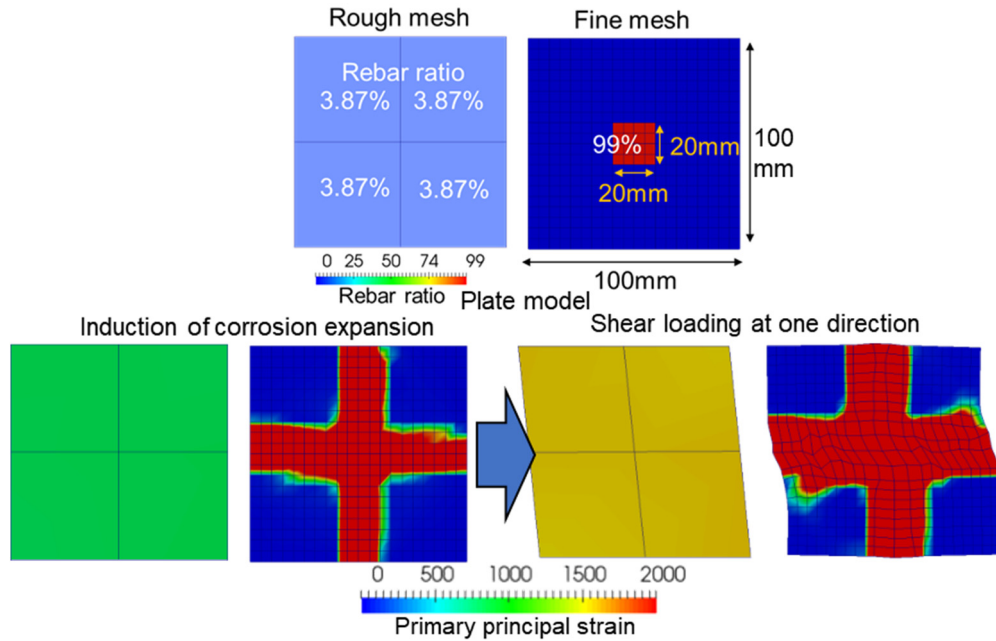 Rough mesh
Fine mesh
Rebar ratio
3.87% 3.87%
3.87% 3.87%
99%
20mm
20mm
100
mm
100mm
0 25 50 74 99
Rebar ratio
Plate model
Induction of corrosion expansion
Shear loading at one direction
0 500 1000 1500 2000
Primary principal strain